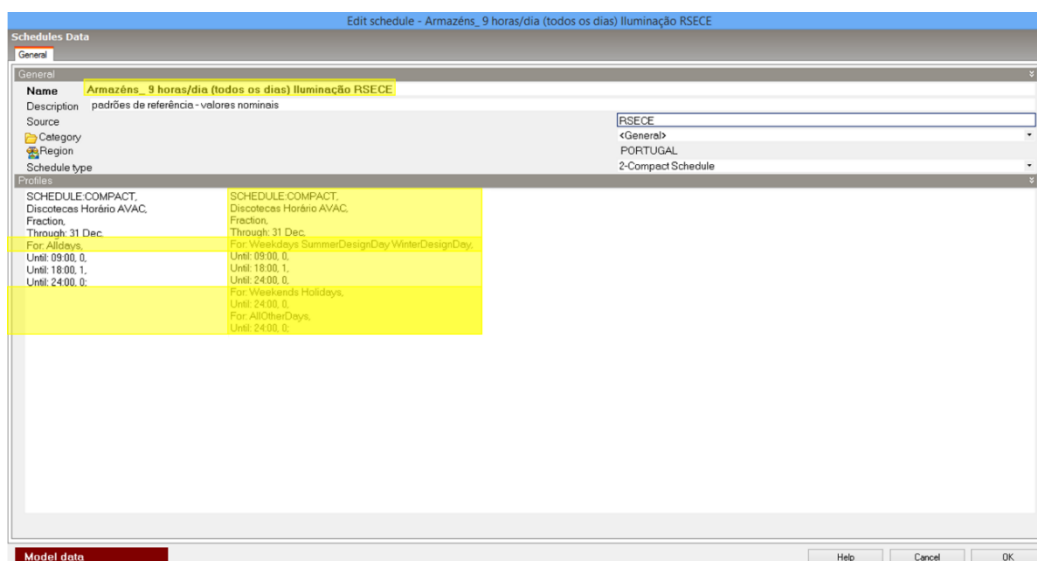 Edit schedule - Armazéns_ 9 horas/dia (todos os dias) Iluminação RSECE
Schedules Data
General
General
Name Armazéns_ 9 horas/dia (todos os dias) Iluminação RSECE
Description padrões de referência - valores nominais
Source RSECE
Category <General>
Region PORTUGAL
Schedule type 2-Compact Schedule
Profiles
SCHEDULE:COMPACT,
Discotecas Horário AVAC,
Fraction,
Through: 31 Dec,
For: Alldays,
Until: 09:00, 0,
Until: 18:00, 1,
Until: 24:00, 0;
SCHEDULE:COMPACT,
Discotecas Horário AVAC,
Fraction,
Through: 31 Dec,
For: Weekdays SummerDesignDay WinterDesignDay,
Until: 09:00, 0,
Until: 18:00, 1,
Until: 24:00, 0,
For: Weekends Holidays,
Until: 24:00, 0,
For: AllOtherDays,
Until: 24:00, 0;
Model data
Help Cancel OK